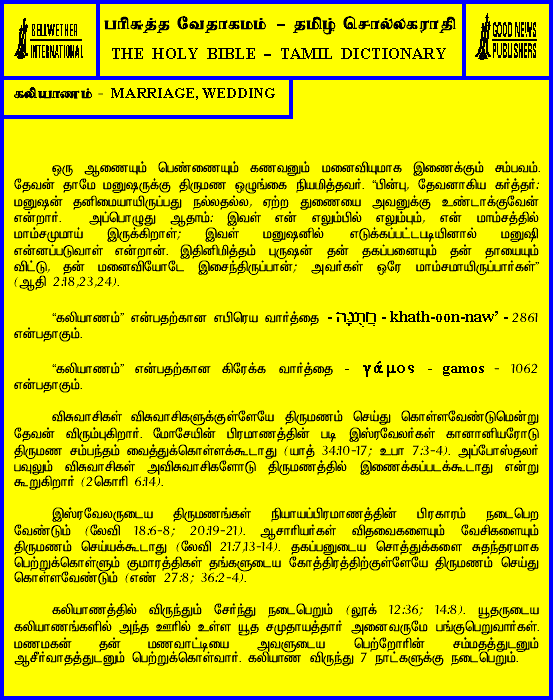 BELLWETHER
INTERNATIONAL
பரிசுத்த வேதாகமம் – தமிழ் சொல்லகராதி
THE HOLY BIBLE – TAMIL DICTIONARY
GOOD NEWS
PUBLISHERS
கலியாணம் - MARRIAGE, WEDDING
ஒரு ஆணையும் பெண்ணையும் கணவனும் மனைவியுமாக இணைக்கும் சம்பவம்.
தேவன் தாமே மனுஷருக்கு திருமண ஒழுங்கை நியமித்தவர். “பின்பு, தேவனாகிய கர்த்தர்:
மனுஷன் தனிமையாயிருப்பது நல்லதல்ல, ஏற்ற துணையை அவனுக்கு உண்டாக்குவேன்
என்றார். அப்பொழுது ஆதாம்: இவள் என் எலும்பில் எலும்பும், என் மாம்சத்தில்
மாம்சமுமாய் இருக்கிறாள்; இவள் மனுஷனில் எடுக்கப்பட்டபடியினால் மனுஷி
என்னப்படுவாள் என்றான். இதினிமித்தம் புருஷன் தன் தகப்பனையும் தன் தாயையும்
விட்டு, தன் மனைவியோடே இசைந்திருப்பான்; அவர்கள் ஒரே மாம்சமாயிருப்பார்கள்”
(ஆதி 2:18,23,24).
“கலியாணம்” என்பதற்கான எபிரெய வார்த்தை - חֲתֻנָּה - khath-oon-naw’ - 2861
என்பதாகும்.
“கலியாணம்” என்பதற்கான கிரேக்க வார்த்தை - γάμος - gamos - 1062
என்பதாகும்.
விசுவாசிகள் விசுவாசிகளுக்குள்ளேயே திருமணம் செய்து கொள்ளவேண்டுமென்று
தேவன் விரும்புகிறார். மோசேயின் பிரமாணத்தின் படி இஸ்ரவேலர்கள் கானானியரோடு
திருமண சம்பந்தம் வைத்துக்கொள்ளக்கூடாது (யாத் 34:10-17; உபா 7:3-4). அப்போஸ்தலர்
பவுலும் விசுவாசிகள் அவிசுவாசிகளோடு திருமணத்தில் இணைக்கப்படக்கூடாது என்று
கூறுகிறார் (2கொரி 6:14).
இஸ்ரவேலருடைய திருமணங்கள் நியாயப்பிரமாணத்தின் பிரகாரம் நடைபெற
வேண்டும் (லேவி 18:6-8; 20:19-21). ஆசாரியர்கள் விதவைகளையும் வேசிகளையும்
திருமணம் செய்யக்கூடாது (லேவி 21:7,13-14). தகப்பனுடைய சொத்துக்களை சுதந்தரமாக
பெற்றுக்கொள்ளும் குமாரத்திகள் தங்களுடைய கோத்திரத்திற்குள்ளேயே திருமணம் செய்து
கொள்ளவேண்டும் (எண் 27:8; 36:2-4).
கலியாணத்தில் விருந்தும் சேர்ந்து நடைபெறும் (லூக் 12:36; 14:8). யூதருடைய
கலியாணங்களில் அந்த ஊரில் உள்ள யூத சமுதாயத்தார் அனைவருமே பங்குபெறுவார்கள்.
மணமகன் தன் மணவாட்டியை அவளுடைய பெற்றோரின் சம்மதத்துடனும்
ஆசீர்வாதத்துடனும் பெற்றுக்கொள்வார். கலியாண விருந்து 7 நாட்களுக்கு நடைபெறும்.